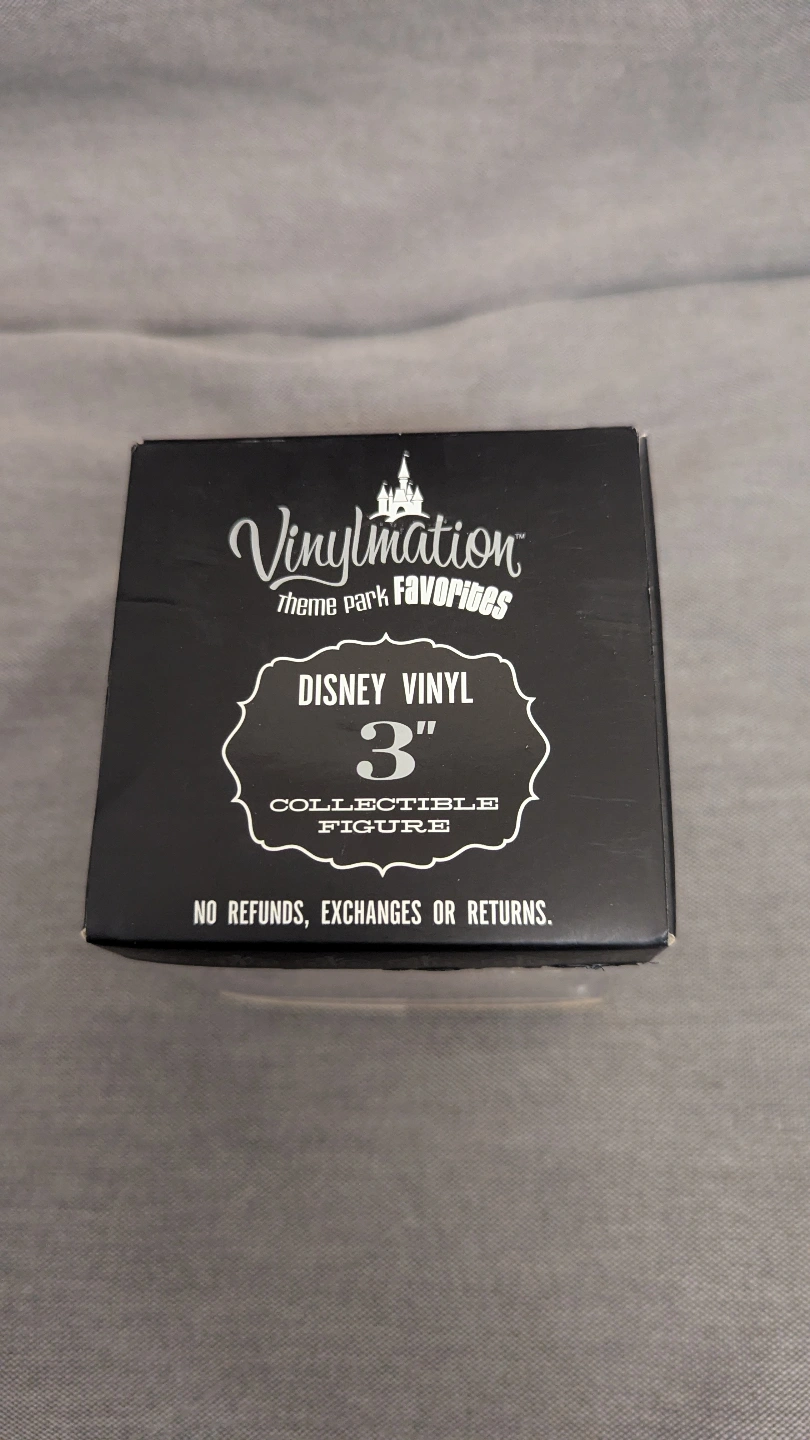 Vinylmation™
Theme Park Favorites
DISNEY VINYL
3"
COLLECTIBLE
FIGURE
NO REFUNDS, EXCHANGES OR RETURNS.